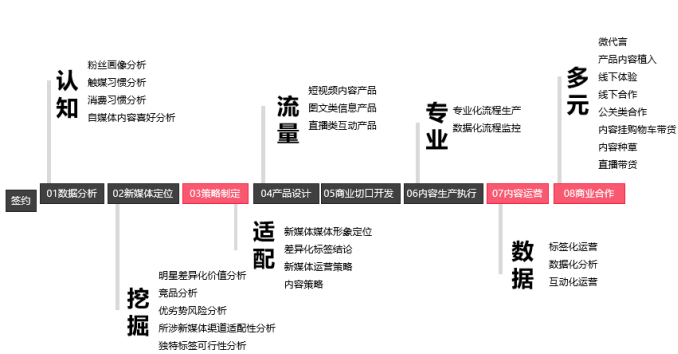 认知
粉丝画像分析
触媒习惯分析
消费习惯分析
自媒体内容喜好分析
流量
短视频内容产品
图文类信息产品
直播类互动产品
专业
专业化流程生产
数据化流程监控
多元
微代言
产品内容植入
线下体验
线下合作
公关类合作
内容挂购物车带货
内容种草
直播带货
签约
01数据分析
02新媒体定位
03策略制定
04产品设计
05商业切口开发
06内容生产执行
07内容运营
08商业合作
挖掘
明星差异化价值分析
竞品分析
优劣势风险分析
所涉新媒体渠道适配性分析
独特标签可行性分析
适配
新媒体媒体形象定位
差异化标签结论
新媒体运营策略
内容策略
数据
标签化运营
数据化分析
互动化运营